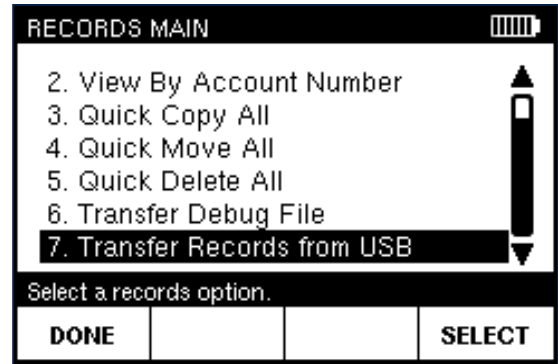 RECORDS MAIN
2. View By Account Number
3. Quick Copy All
4. Quick Move All
5. Quick Delete All
6. Transfer Debug File
7. Transfer Records from USB
Select a records option.
DONE SELECT